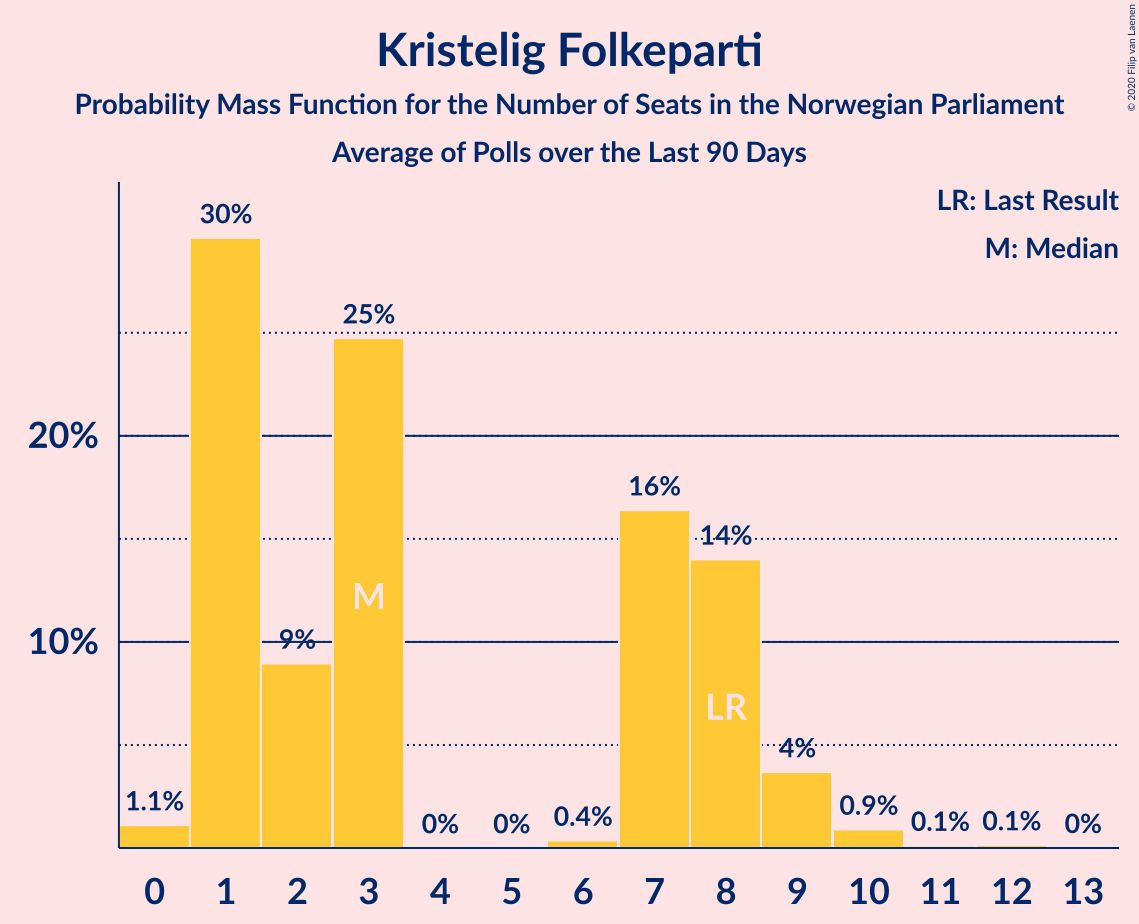 Kristelig Folkeparti
Probability Mass Function for the Number of Seats in the Norwegian Parliament
Average of Polls over the Last 90 Days
© 2020 Filip van Laenen
LR: Last Result
M: Median
30%
25%
20%
16%
14%
M
10%
9%
LR
4%
1.1%
0%
0%
0.4%
0.9%
0.1%
0.1%
0%
0 1 2 3 4 5 6 7 8 9 10 11 12 13